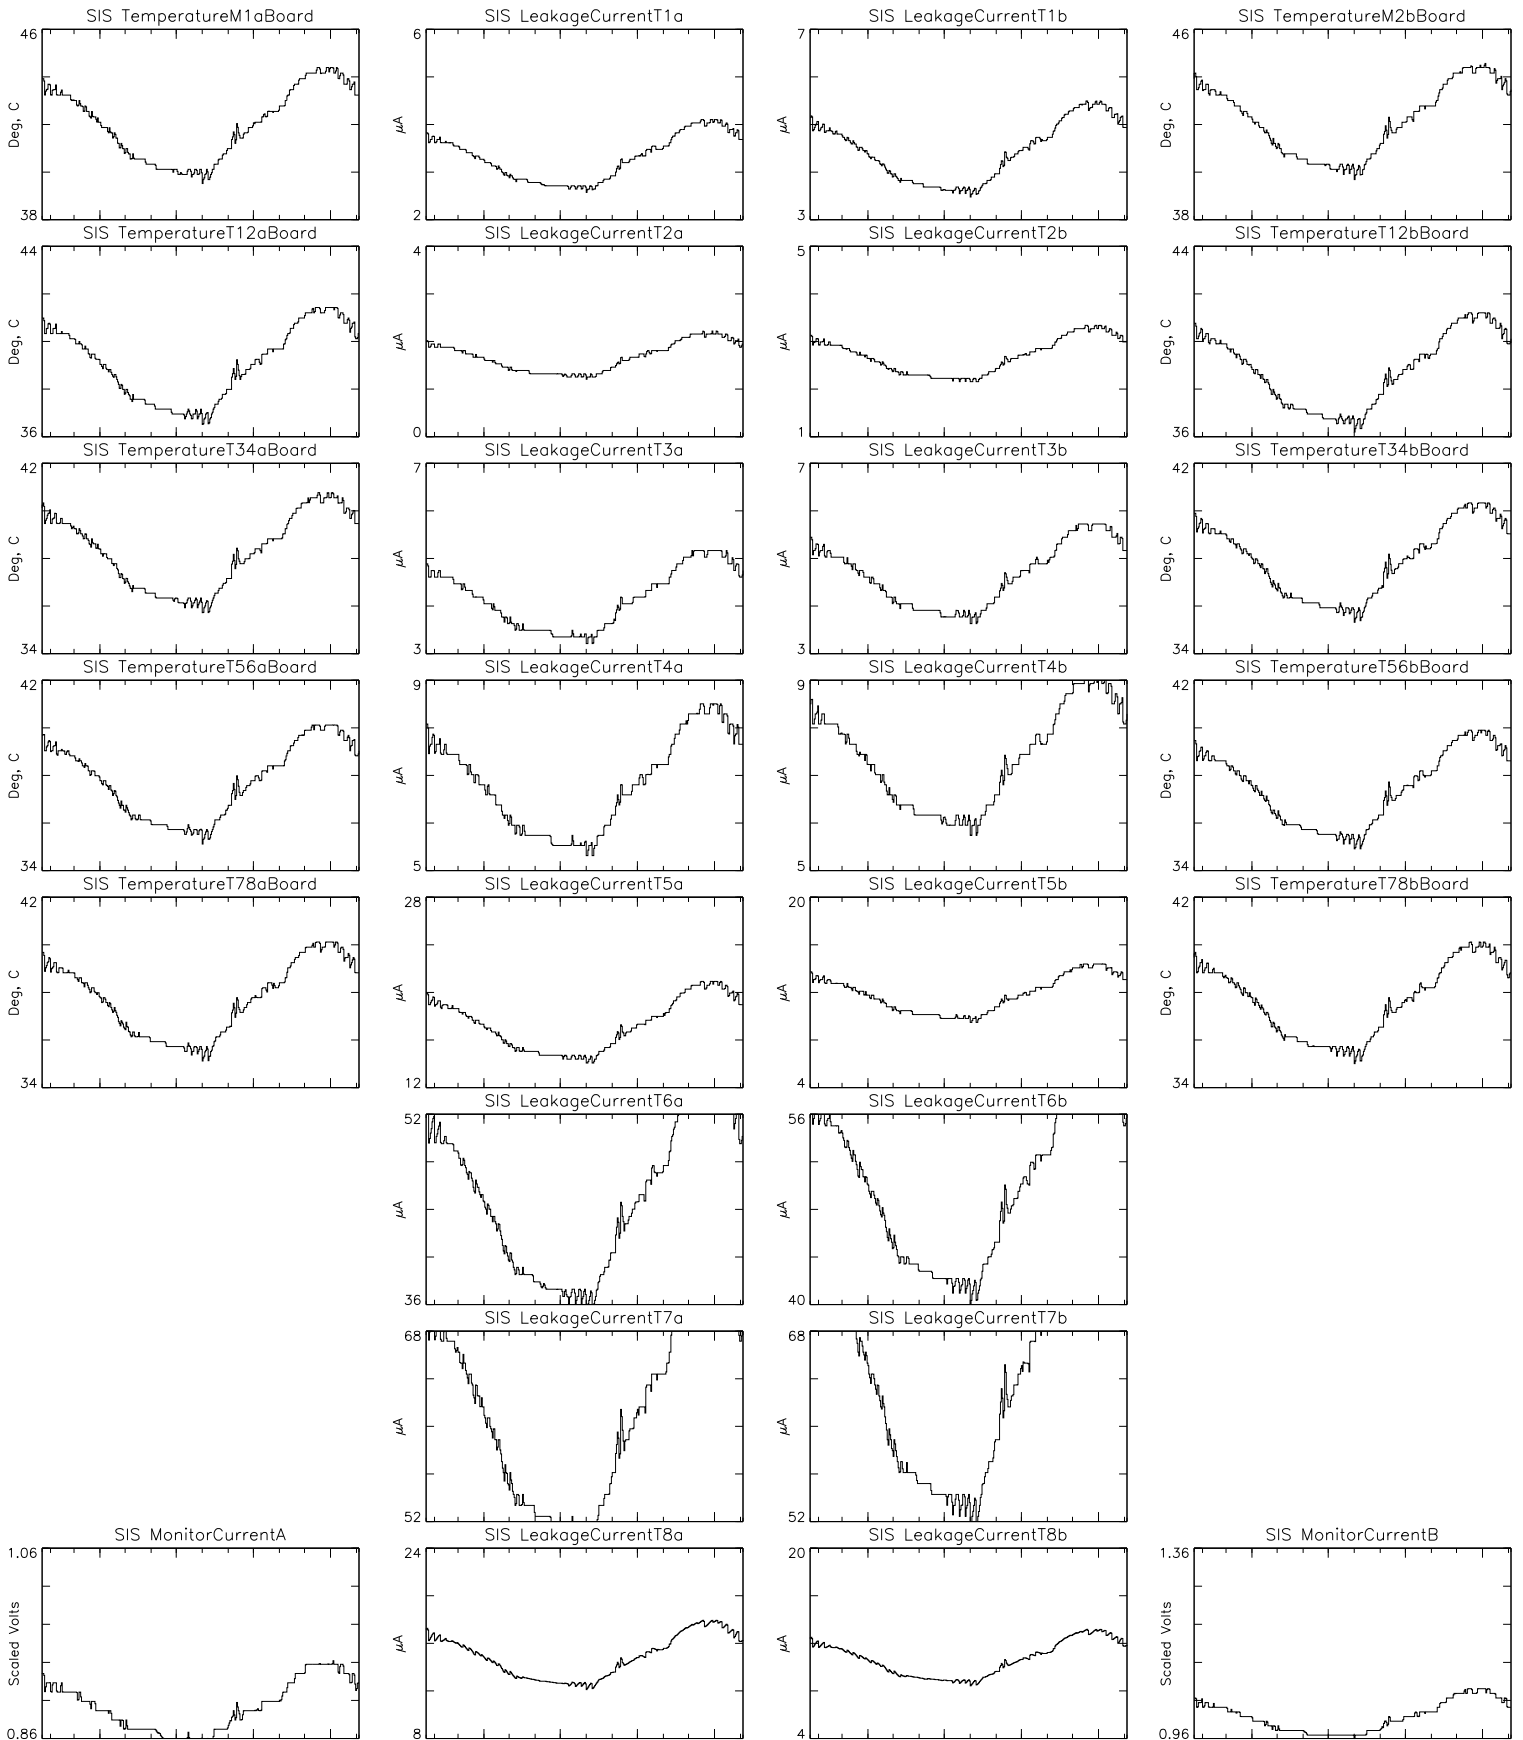 SIS TemperatureM1aBoard SIS LeakageCurrentT1a SIS LeakageCurrentT1b SIS TemperatureM2bBoard
46 6 7 46
Deg, C μA μA Deg, C
38 2 3 38
SIS TemperatureT12aBoard SIS LeakageCurrentT2a SIS LeakageCurrentT2b SIS TemperatureT12bBoard
44 4 5 44
Deg, C μA μA Deg, C
36 0 1 36
SIS TemperatureT34aBoard SIS LeakageCurrentT3a SIS LeakageCurrentT3b SIS TemperatureT34bBoard
42 7 7 42
Deg, C μA μA Deg, C
34 3 3 34
SIS TemperatureT56aBoard SIS LeakageCurrentT4a SIS LeakageCurrentT4b SIS TemperatureT56bBoard
42 9 9 42
Deg, C μA μA Deg, C
34 5 5 34
SIS TemperatureT78aBoard SIS LeakageCurrentT5a SIS LeakageCurrentT5b SIS TemperatureT78bBoard
42 28 20 42
Deg, C μA μA Deg, C
34 12 4 34
SIS LeakageCurrentT6a SIS LeakageCurrentT6b
52 56
μA μA
36 40
SIS LeakageCurrentT7a SIS LeakageCurrentT7b
68 68
μA μA
52 52
SIS MonitorCurrentA SIS LeakageCurrentT8a SIS LeakageCurrentT8b SIS MonitorCurrentB
1.06 24 20 1.36
Scaled Volts μA μA Scaled Volts
0.86 8 4 0.96